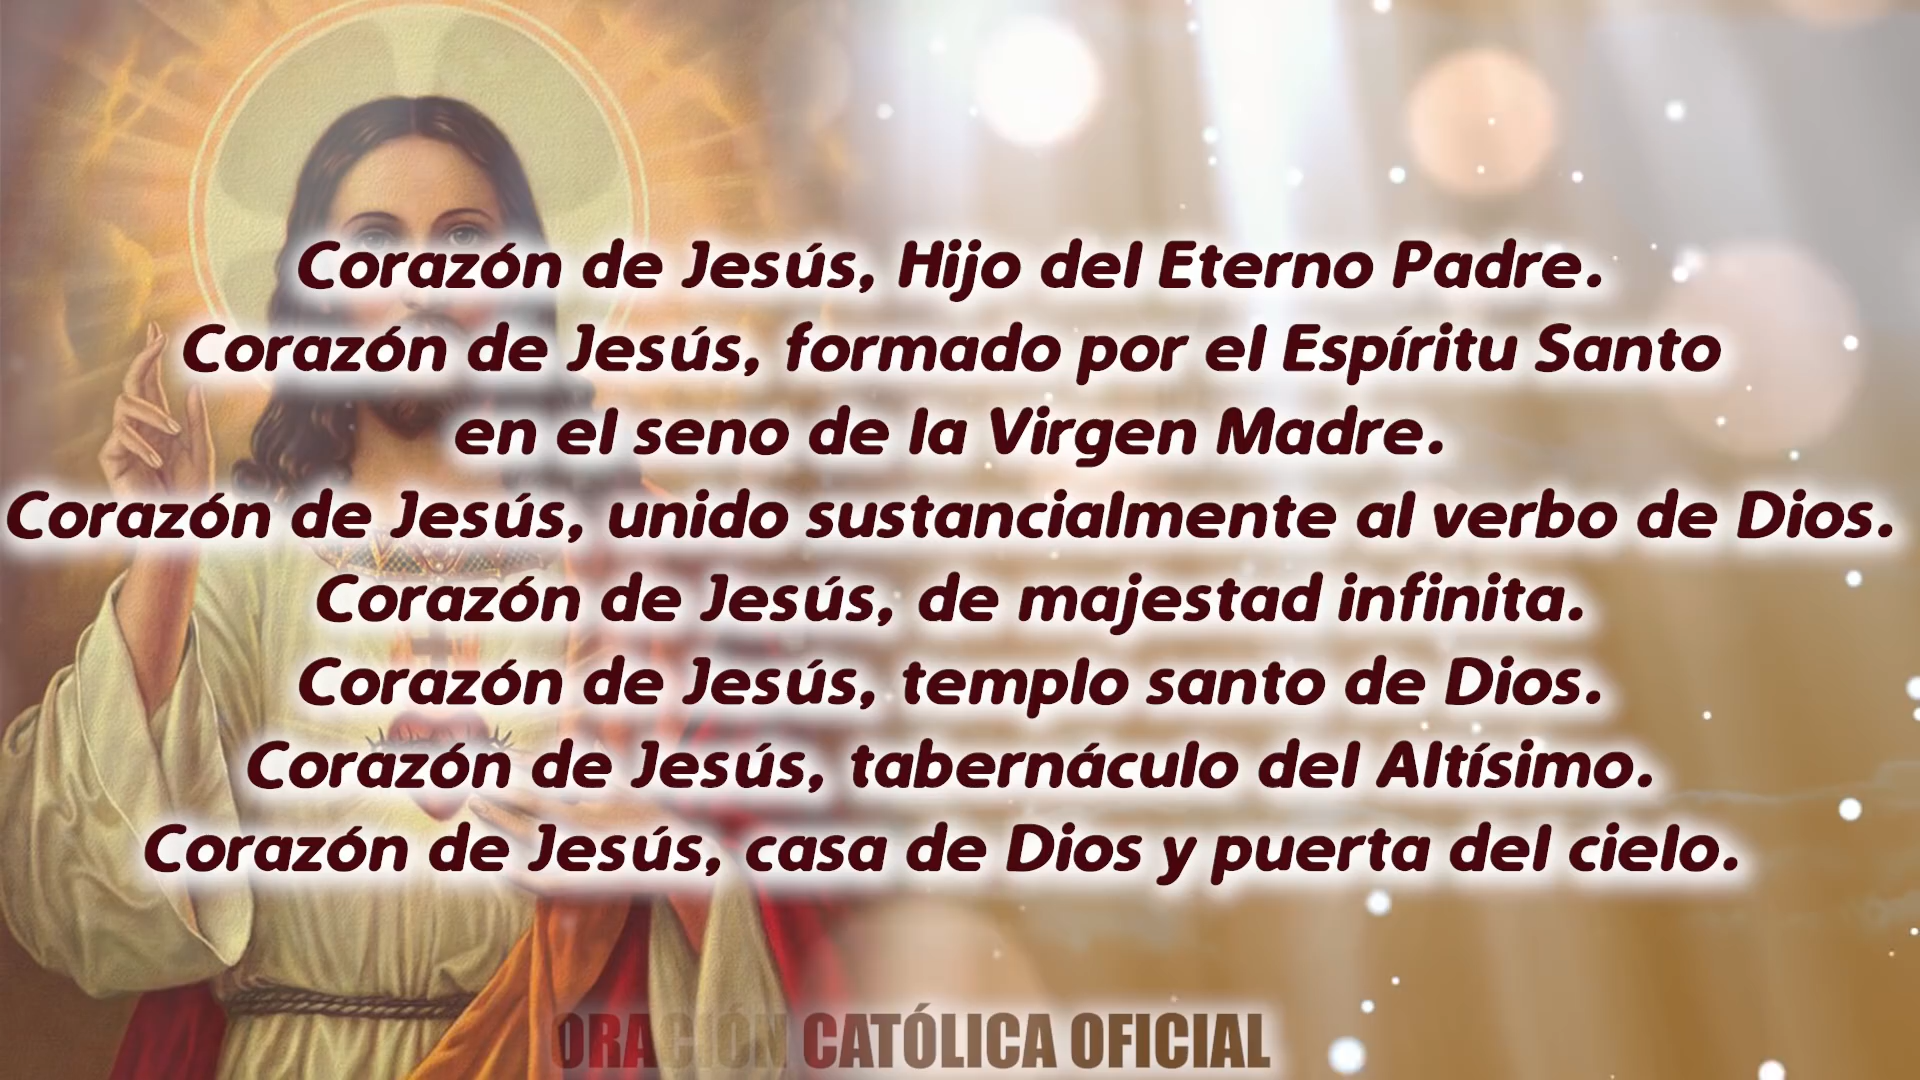 Corazón de Jesús, Hijo del Eterno Padre.
Corazón de Jesús, formado por el Espíritu Santo
en el seno de la Virgen Madre.
Corazón de Jesús, unido sustancialmente al verbo de Dios.
Corazón de Jesús, de majestad infinita.
Corazón de Jesús, templo santo de Dios.
Corazón de Jesús, tabernáculo del Altísimo.
Corazón de Jesús, casa de Dios y puerta del cielo.
ORACIÓN CATÓLICA OFICIAL